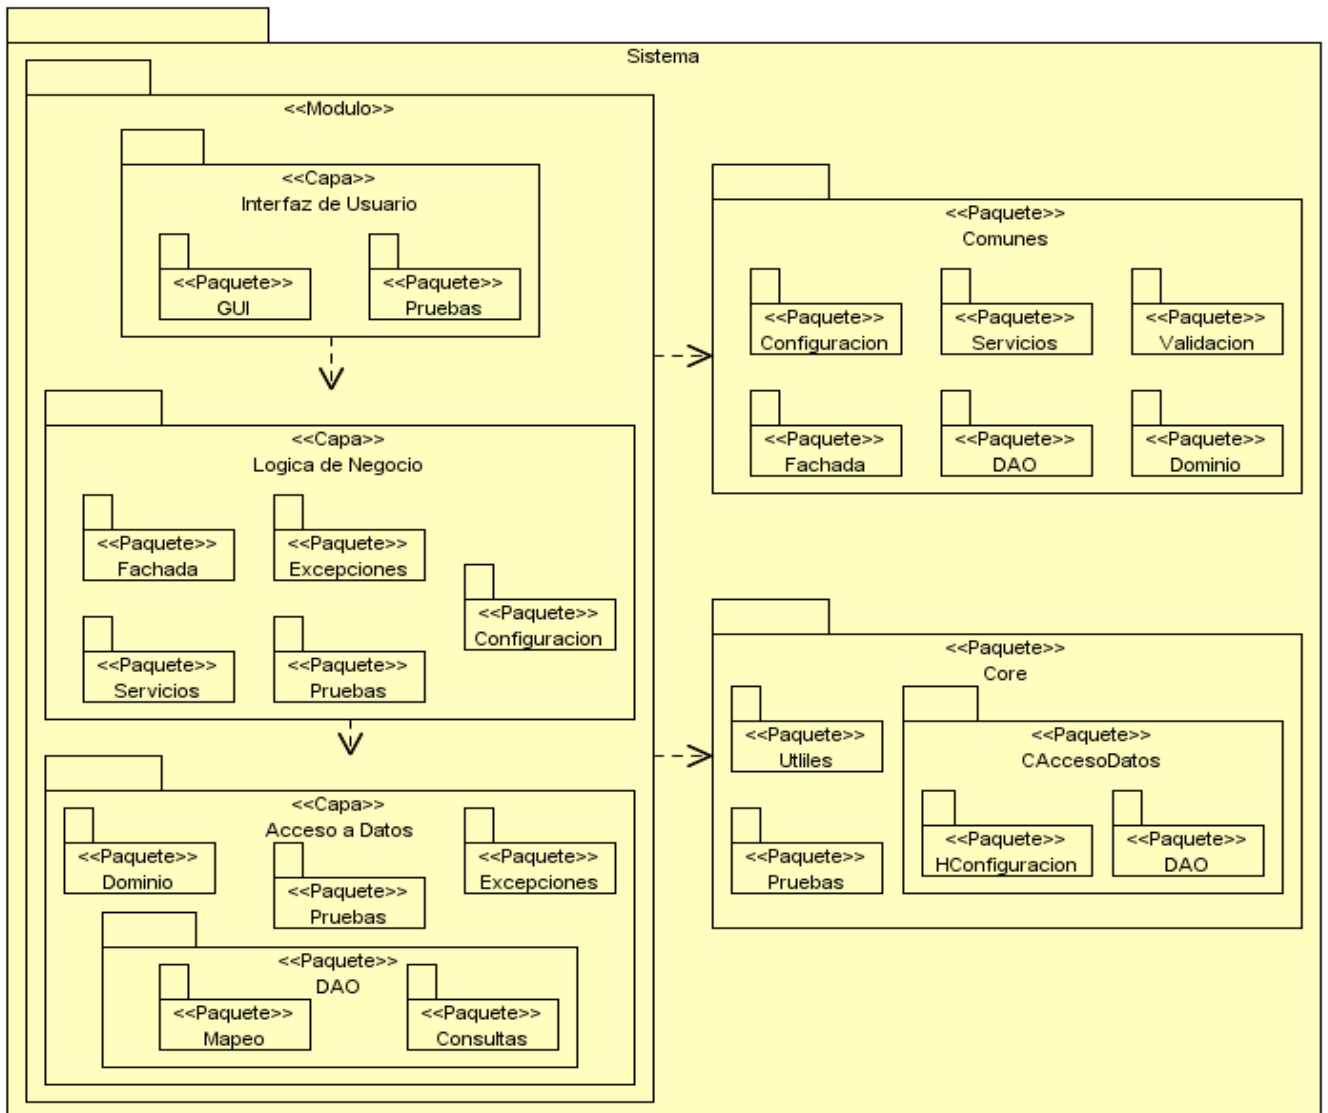 Sistema
<<Modulo>>
<<Capa>>
Interfaz de Usuario
<<Paquete>>
GUI
<<Paquete>>
Pruebas
<<Capa>>
Logica de Negocio
<<Paquete>>
Fachada
<<Paquete>>
Excepciones
<<Paquete>>
Configuracion
<<Paquete>>
Servicios
<<Paquete>>
Pruebas
<<Capa>>
Acceso a Datos
<<Paquete>>
Dominio
<<Paquete>>
Pruebas
<<Paquete>>
Excepciones
<<Paquete>>
DAO
<<Paquete>>
Mapeo
<<Paquete>>
Consultas
<<Paquete>>
Comunes
<<Paquete>>
Configuracion
<<Paquete>>
Servicios
<<Paquete>>
Validacion
<<Paquete>>
Fachada
<<Paquete>>
DAO
<<Paquete>>
Dominio
<<Paquete>>
Core
<<Paquete>>
Utliles
<<Paquete>>
Pruebas
<<Paquete>>
CAccesoDatos
<<Paquete>>
HConfiguracion
<<Paquete>>
DAO